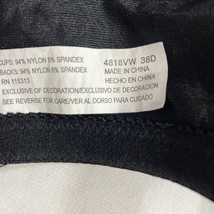 CUPS: 94% NYLON 6% SPANDEX
BACKS: 94% NYLON 6% SPANDEX
RN 115313
4818VW 38D
MADE IN CHINA
HECHO EN CHINA
EXCLUSIVE OF DECORATION/EXCLUSIVO DE DECORACION
SEE REVERSE FOR CARE/VER AL DORSO PARA CUIDADO